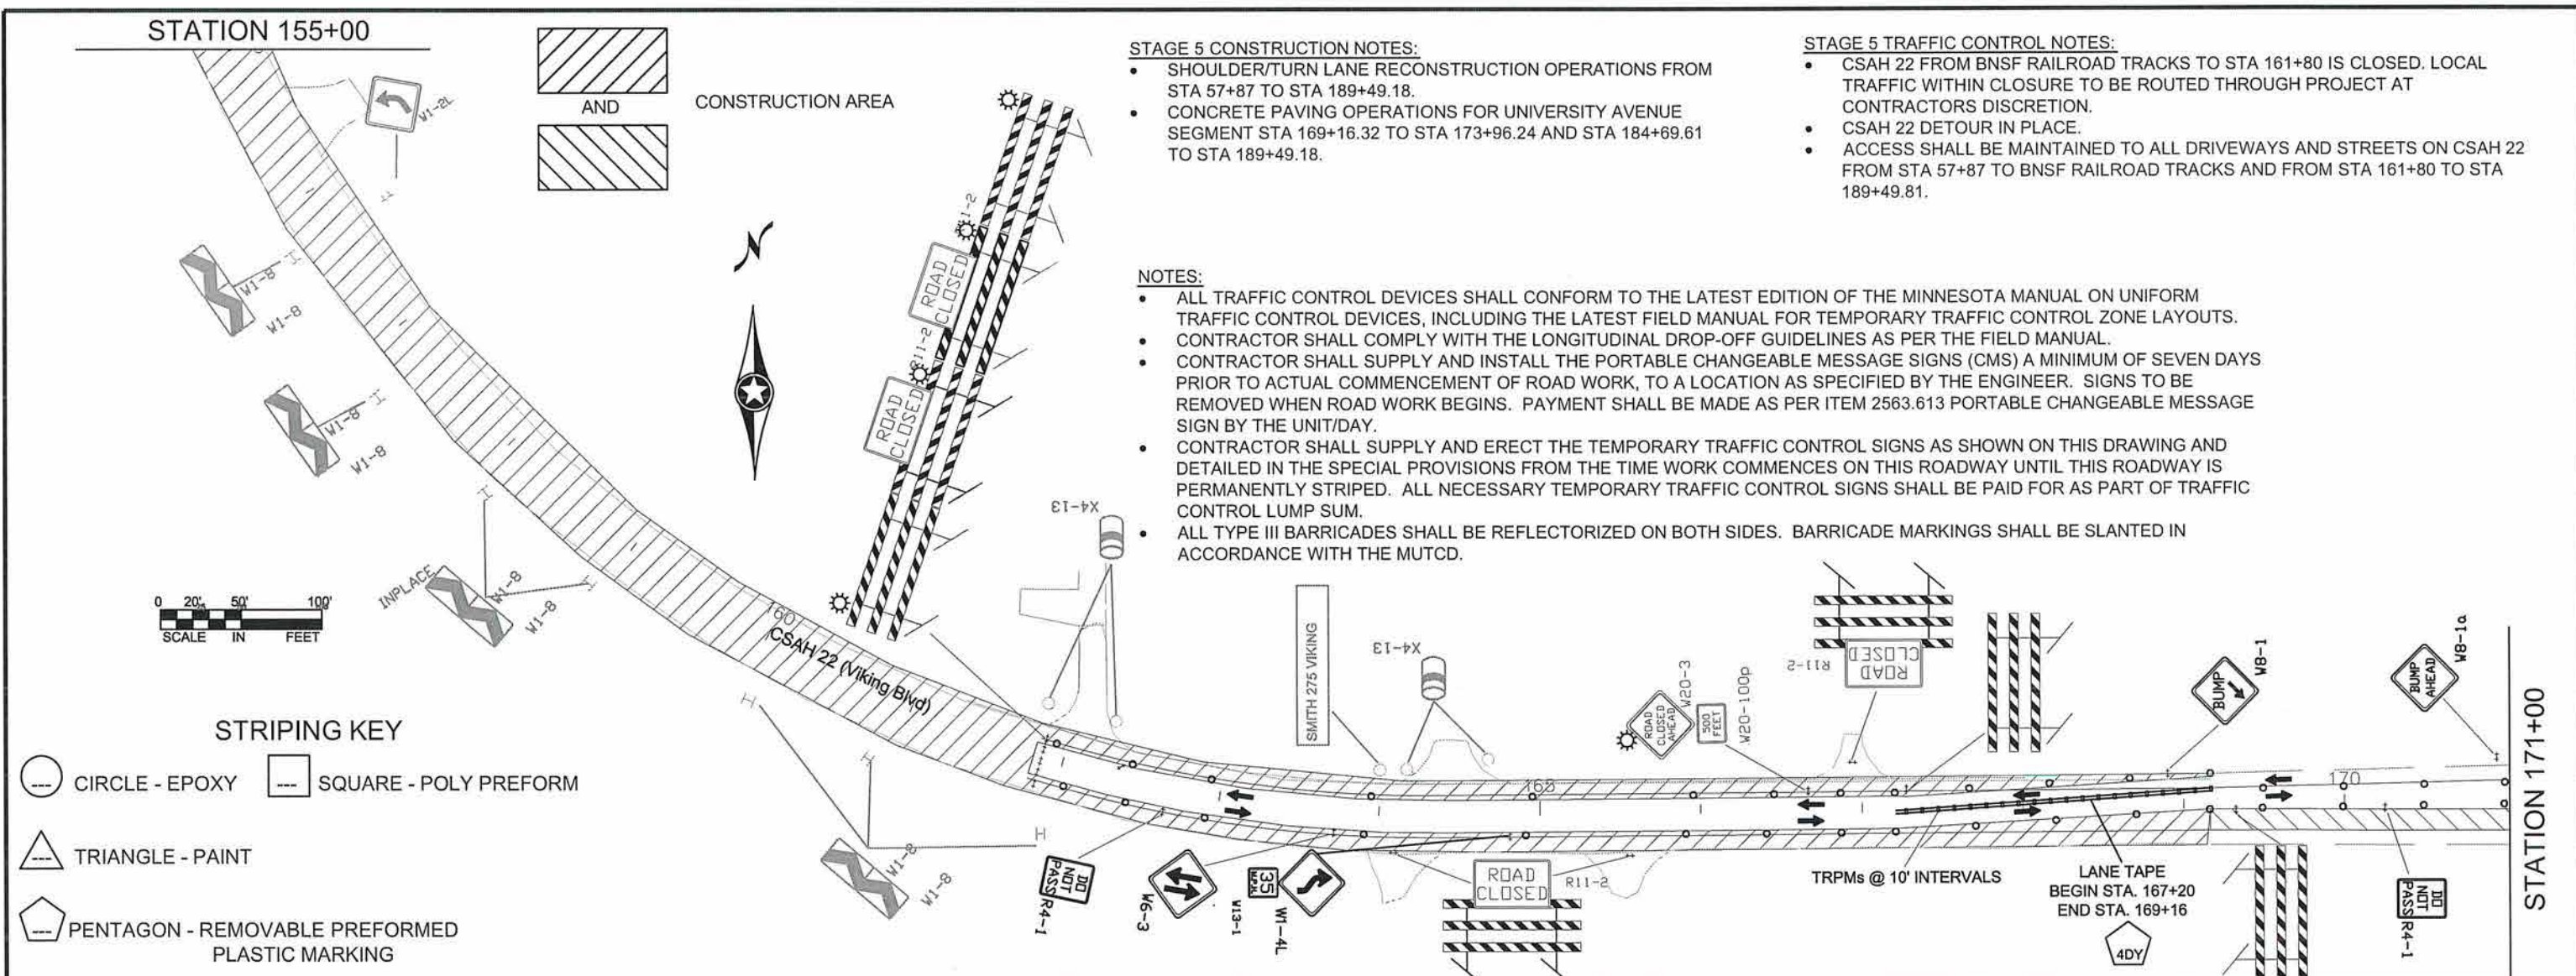 STATION 155+00
W1-2L
AND
CONSTRUCTION AREA
STAGE 5 CONSTRUCTION NOTES:
• SHOULDER/TURN LANE RECONSTRUCTION OPERATIONS FROM
STA 57+87 TO STA 189+49.18.
• CONCRETE PAVING OPERATIONS FOR UNIVERSITY AVENUE
SEGMENT STA 169+16.32 TO STA 173+96.24 AND STA 184+69.61
TO STA 189+49.18.
STAGE 5 TRAFFIC CONTROL NOTES:
• CSAH 22 FROM BNSF RAILROAD TRACKS TO STA 161+80 IS CLOSED. LOCAL
TRAFFIC WITHIN CLOSURE TO BE ROUTED THROUGH PROJECT AT
CONTRACTORS DISCRETION.
• CSAH 22 DETOUR IN PLACE.
• ACCESS SHALL BE MAINTAINED TO ALL DRIVEWAYS AND STREETS ON CSAH 22
FROM STA 57+87 TO BNSF RAILROAD TRACKS AND FROM STA 161+80 TO STA
189+49.81.
NOTES:
• ALL TRAFFIC CONTROL DEVICES SHALL CONFORM TO THE LATEST EDITION OF THE MINNESOTA MANUAL ON UNIFORM
TRAFFIC CONTROL DEVICES, INCLUDING THE LATEST FIELD MANUAL FOR TEMPORARY TRAFFIC CONTROL ZONE LAYOUTS.
• CONTRACTOR SHALL COMPLY WITH THE LONGITUDINAL DROP-OFF GUIDELINES AS PER THE FIELD MANUAL.
• CONTRACTOR SHALL SUPPLY AND INSTALL THE PORTABLE CHANGEABLE MESSAGE SIGNS (CMS) A MINIMUM OF SEVEN DAYS
PRIOR TO ACTUAL COMMENCEMENT OF ROAD WORK, TO A LOCATION AS SPECIFIED BY THE ENGINEER. SIGNS TO BE
REMOVED WHEN ROAD WORK BEGINS. PAYMENT SHALL BE MADE AS PER ITEM 2563.613 PORTABLE CHANGEABLE MESSAGE
SIGN BY THE UNIT/DAY.
• CONTRACTOR SHALL SUPPLY AND ERECT THE TEMPORARY TRAFFIC CONTROL SIGNS AS SHOWN ON THIS DRAWING AND
DETAILED IN THE SPECIAL PROVISIONS FROM THE TIME WORK COMMENCES ON THIS ROADWAY UNTIL THIS ROADWAY IS
PERMANENTLY STRIPED. ALL NECESSARY TEMPORARY TRAFFIC CONTROL SIGNS SHALL BE PAID FOR AS PART OF TRAFFIC
CONTROL LUMP SUM.
• ALL TYPE III BARRICADES SHALL BE REFLECTORIZED ON BOTH SIDES. BARRICADE MARKINGS SHALL BE SLANTED IN
ACCORDANCE WITH THE MUTCD.
N
R11-2
ROAD
CLOSED
R11-2
ROAD
CLOSED
W1-8
W1-8
W1-8
W1-8
INPLACE
W1-8
W1-8
0 20' 50' 100'
SCALE IN FEET
160
CSAH 22 (Viking Blvd)
X4-13
SMITH 275 VIKING
X4-13
W20-3
ROAD
CLOSED
AHEAD
500
FEET
W20-100p
R11-2
ROAD
CLOSED
BUMP
W8-1
BUMP
AHEAD
W8-1a
165
170
STATION 171+00
STRIPING KEY
CIRCLE - EPOXY
SQUARE - POLY PREFORM
TRIANGLE - PAINT
PENTAGON - REMOVABLE PREFORMED
PLASTIC MARKING
W1-8
W1-8
DO
NOT
PASS
R4-1
W6-3
35
MPH
W13-1
W1-4L
ROAD
CLOSED
R11-2
TRPMs @ 10' INTERVALS
LANE TAPE
BEGIN STA. 167+20
END STA. 169+16
4DY
DO
NOT
PASS
R4-1